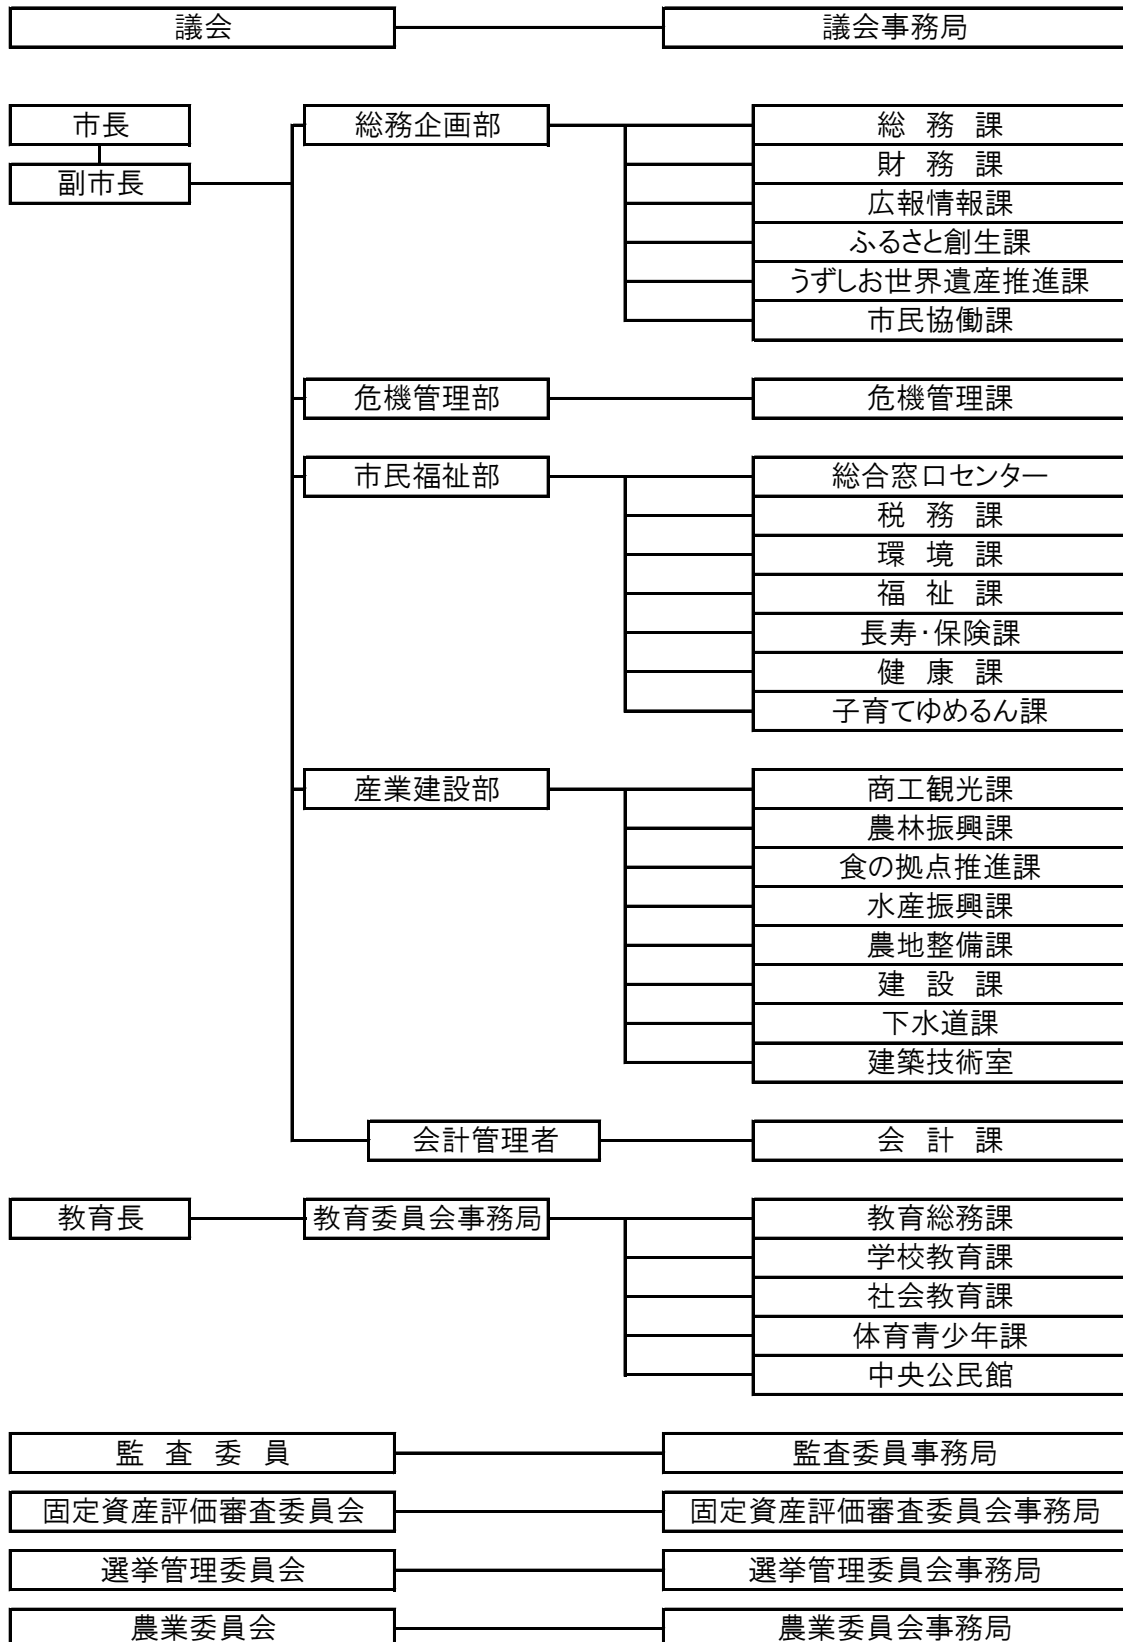 議会 議会事務局
市長 総務企画部 総務課
副市長 財務課
広報情報課
ふるさと創生課
うずしお世界遺産推進課
市民協働課
危機管理部 危機管理課
市民福祉部 総合窓口センター
税務課
環境課
福祉課
長寿・保険課
健康課
子育てゆめるん課
産業建設部 商工観光課
農林振興課
食の拠点推進課
水産振興課
農地整備課
建設課
下水道課
建築技術室
会計管理者 会計課
教育長 教育委員会事務局 教育総務課
学校教育課
社会教育課
体育青少年課
中央公民館
監査委員 監査委員事務局
固定資産評価審査委員会 固定資産評価審査委員会事務局
選挙管理委員会 選挙管理委員会事務局
農業委員会 農業委員会事務局